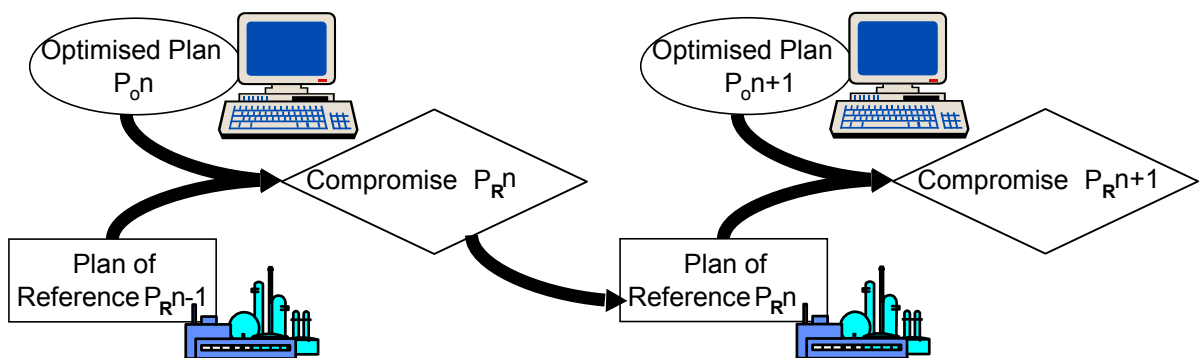 Optimised Plan
Pₒn
Compromise P_Rn
Plan of
Reference P_Rn-1
Optimised Plan
Pₒn+1
Compromise P_Rn+1
Plan of
Reference P_Rn